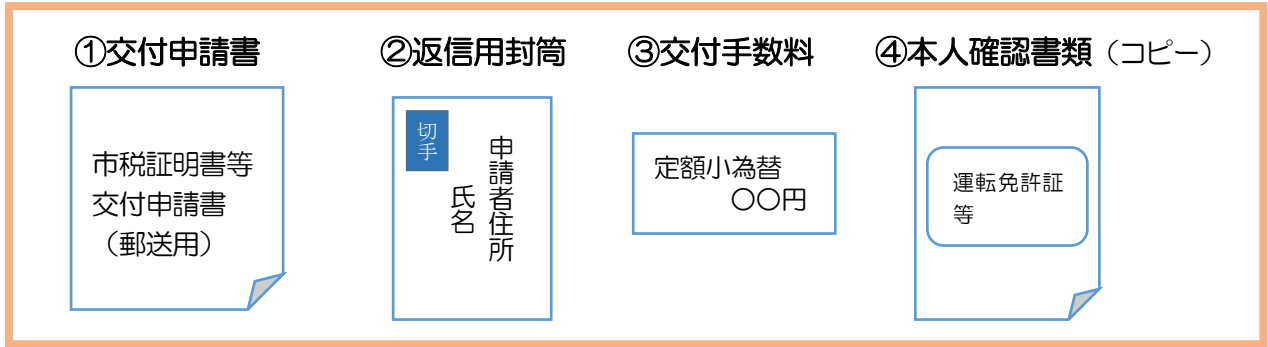 ①交付申請書
市税証明書等
交付申請書
（郵送用）
②返信用封筒
切手
申請者住所
氏名
③交付手数料
定額小為替
〇〇円
④本人確認書類（コピー）
運転免許証
等